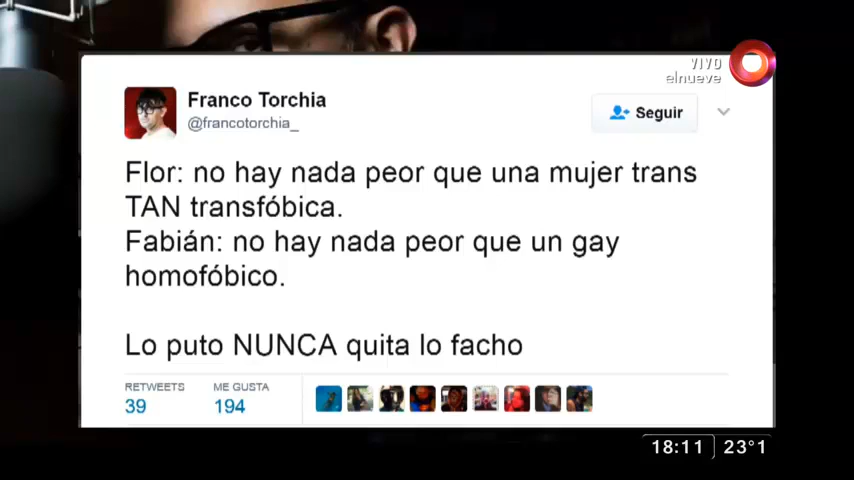 VIVO
elnueve
Franco Torchia
@francotorchia_
Seguir
Flor: no hay nada peor que una mujer trans
TAN transfóbica.
Fabián: no hay nada peor que un gay
homofóbico.
Lo puto NUNCA quita lo facho
RETWEETS
39
ME GUSTA
194
18:11
23°1